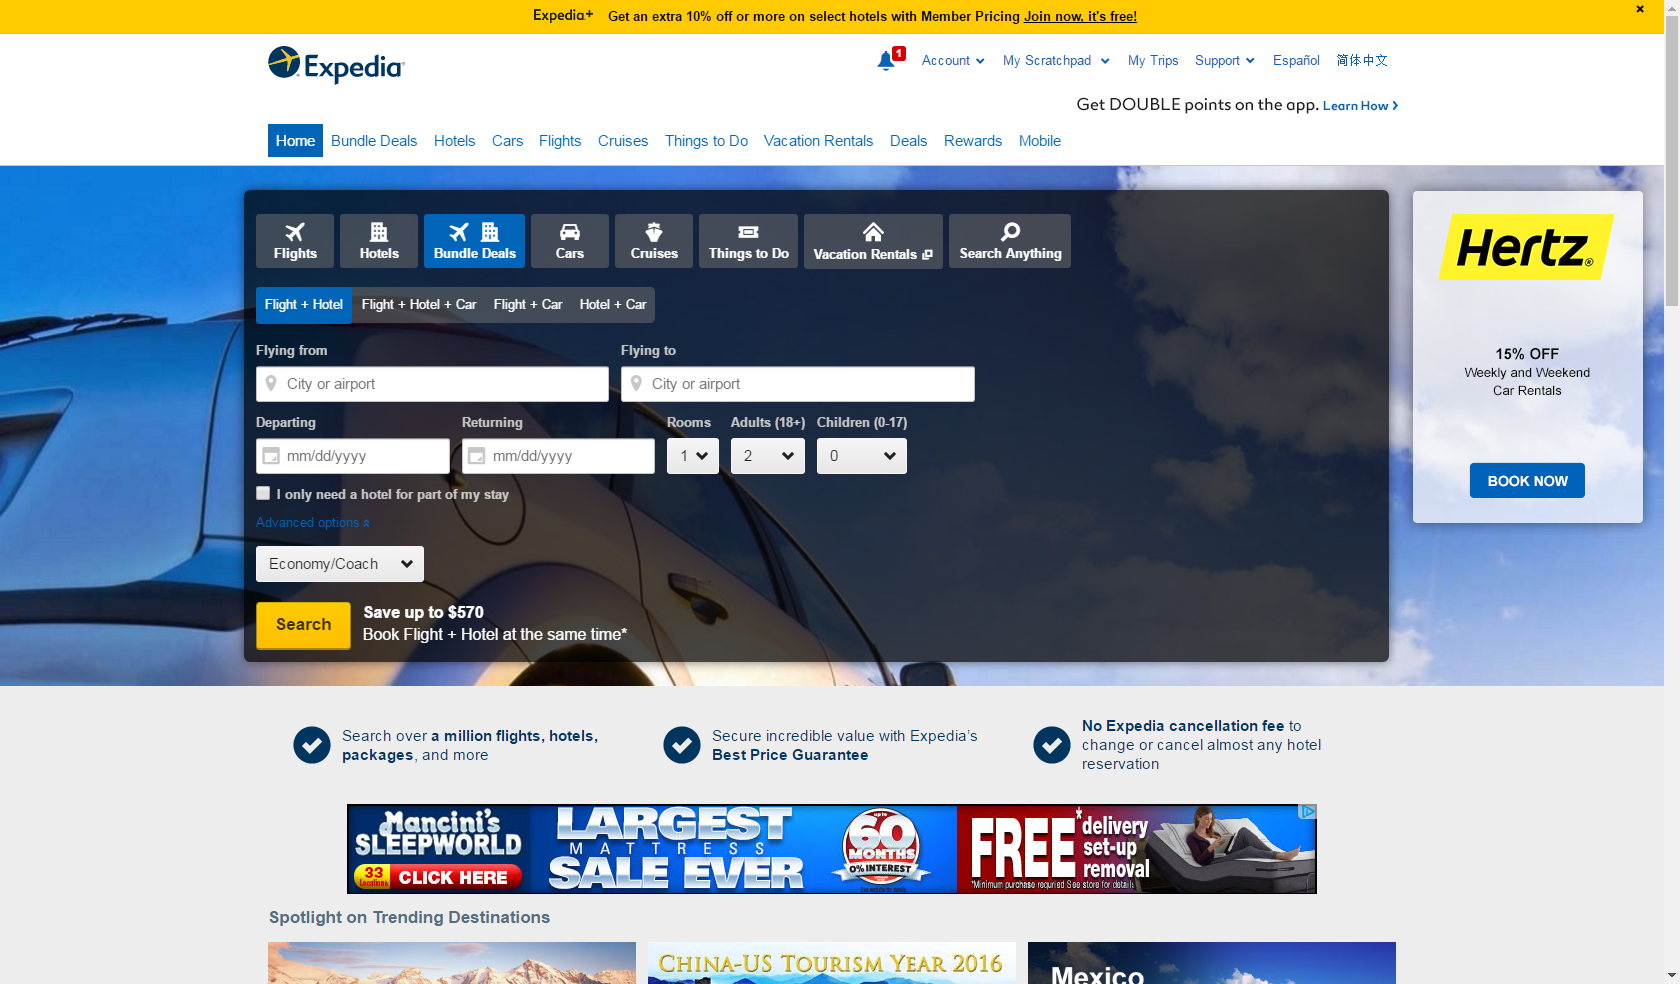 Expedia+ Get an extra 10% off or more on select hotels with Member Pricing Join now, it's free!
Expedia
1 Account My Scratchpad My Trips Support Español 简体中文
Get DOUBLE points on the app. Learn How
Home Bundle Deals Hotels Cars Flights Cruises Things to Do Vacation Rentals Deals Rewards Mobile
Flights Hotels Bundle Deals Cars Cruises Things to Do Vacation Rentals Search Anything
Flight + Hotel Flight + Hotel + Car Flight + Car Hotel + Car
Flying from Flying to
City or airport City or airport
Departing Returning Rooms Adults (18+) Children (0-17)
mm/dd/yyyy mm/dd/yyyy 1 2 0
I only need a hotel for part of my stay
Advanced options
Economy/Coach
Search
Save up to $570
Book Flight + Hotel at the same time*
Hertz®
15% OFF
Weekly and Weekend
Car Rentals
BOOK NOW
Search over a million flights, hotels,
packages, and more
Secure incredible value with Expedia’s
Best Price Guarantee
No Expedia cancellation fee to
change or cancel almost any hotel
reservation
Mancini's
SLEEPWORLD
33
Locations
CLICK HERE
LARGEST
MATTRESS
SALE EVER
up to
60
MONTHS
0% INTEREST
See website for details
FREE*
delivery
set-up
removal
*Minimum purchase requried See store for details
Spotlight on Trending Destinations
CHINA-US TOURISM YEAR 2016
Mexico